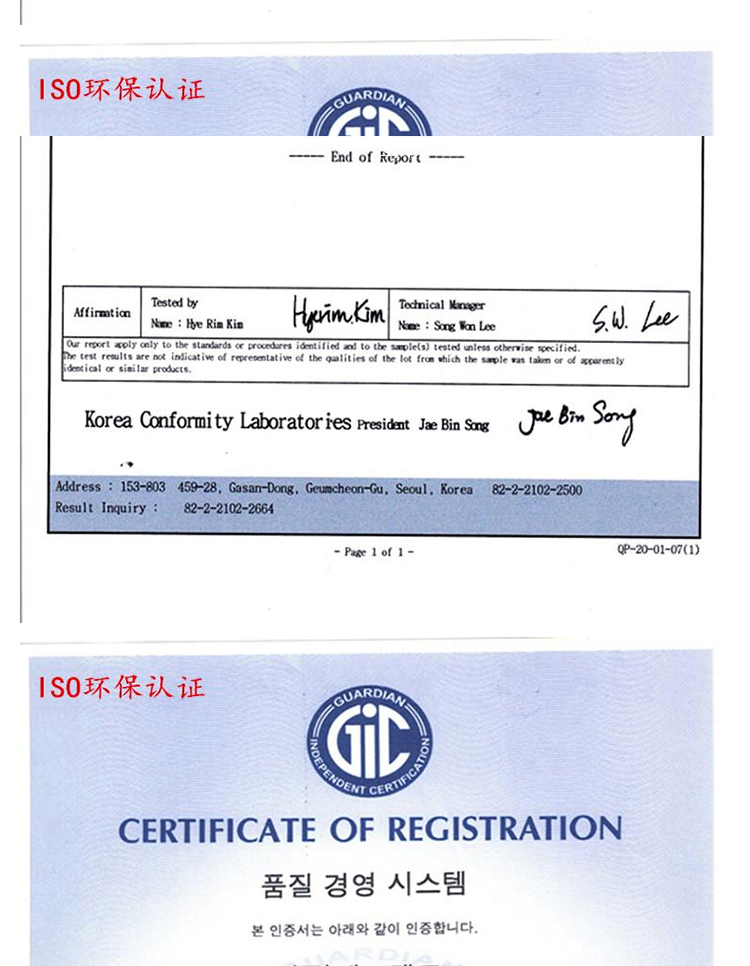 ISO环保认证
GUARDIAN
GiC
----- End of Report -----
Affirmation
Tested by
Name : Hye Rim Kim
Hyerim.Kim
Technical Manager
Name : Song Won Lee
S.W. Lee
Our report apply only to the standards or procedures identified and to the sample(s) tested unless otherwise specified.
The test results are not indicative of representative of the qualities of the lot from which the sample was taken or of apparently
identical or similar products.
Korea Conformity Laboratories President Jae Bin Song
Jae Bin Song
Address : 153-803 459-28, Gasan-Dong, Geumcheon-Gu, Seoul, Korea 82-2-2102-2500
Result Inquiry : 82-2-2102-2664
- Page 1 of 1 -
QP-20-01-07(1)
ISO环保认证
GUARDIAN
GiC
INDEPENDENT CERTIFICATION
CERTIFICATE OF REGISTRATION
품질 경영 시스템
본 인증서는 아래와 같이 인증합니다.
GUARDIAN